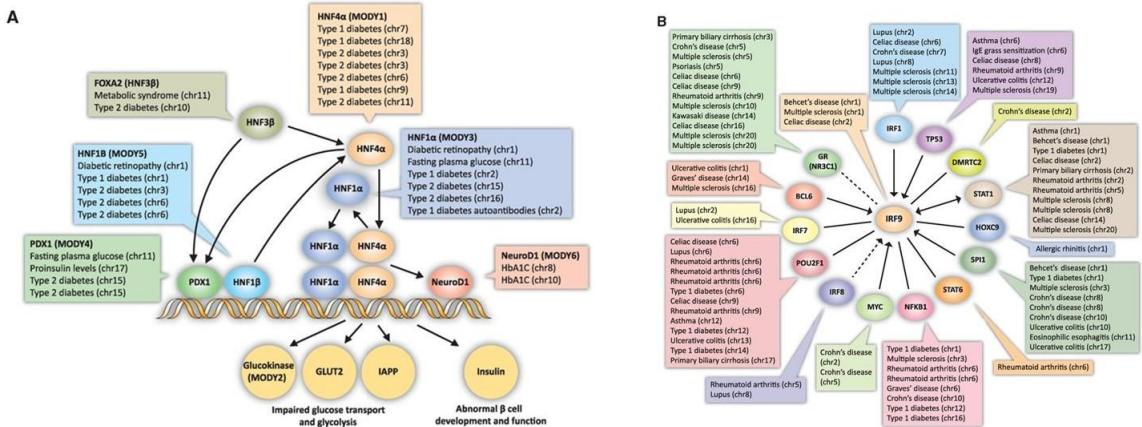 A
HNF4α (MODY1)
Type 1 diabetes (chr7)
Type 1 diabetes (chr18)
Type 2 diabetes (chr3)
Type 2 diabetes (chr3)
Type 2 diabetes (chr6)
Type 1 diabetes (chr9)
Type 2 diabetes (chr11)
FOXA2 (HNF3β)
Metabolic syndrome (chr11)
Type 2 diabetes (chr10)
HNF3β
HNF4α
HNF1α (MODY3)
Diabetic retinopathy (chr1)
Fasting plasma glucose (chr11)
Type 1 diabetes (chr2)
Type 2 diabetes (chr15)
Type 2 diabetes (chr16)
Type 1 diabetes autoantibodies (chr2)
HNF1B (MODY5)
Diabetic retinopathy (chr1)
Type 1 diabetes (chr1)
Type 2 diabetes (chr3)
Type 2 diabetes (chr6)
Type 2 diabetes (chr6)
HNF1α
PDX1 (MODY4)
Fasting plasma glucose (chr11)
Proinsulin levels (chr17)
Type 2 diabetes (chr15)
Type 2 diabetes (chr15)
HNF1α
HNF4α
PDX1
HNF1β
HNF1α
HNF4α
NeuroD1
NeuroD1 (MODY6)
HbA1C (chr8)
HbA1C (chr10)
Glucokinase
(MODY2)
GLUT2
IAPP
Insulin
Impaired glucose transport
and glycolysis
Abnormal β cell
development and function
B
Primary biliary cirrhosis (chr3)
Crohn's disease (chr5)
Multiple sclerosis (chr5)
Psoriasis (chr5)
Celiac disease (chr6)
Celiac disease (chr9)
Rheumatoid arthritis (chr9)
Multiple sclerosis (chr10)
Kawasaki disease (chr14)
Celiac disease (chr16)
Multiple sclerosis (chr20)
Multiple sclerosis (chr20)
Behcet's disease (chr1)
Multiple sclerosis (chr1)
Celiac disease (chr2)
Lupus (chr2)
Celiac disease (chr6)
Crohn's disease (chr7)
Lupus (chr8)
Multiple sclerosis (chr11)
Multiple sclerosis (chr13)
Multiple sclerosis (chr14)
Asthma (chr6)
IgE grass sensitization (chr6)
Celiac disease (chr8)
Rheumatoid arthritis (chr9)
Ulcerative colitis (chr12)
Multiple sclerosis (chr19)
Crohn's disease (chr2)
Asthma (chr1)
Behcet's disease (chr1)
Type 1 diabetes (chr1)
Celiac disease (chr2)
Primary biliary cirrhosis (chr2)
Rheumatoid arthritis (chr2)
Rheumatoid arthritis (chr5)
Multiple sclerosis (chr8)
Multiple sclerosis (chr8)
Celiac disease (chr14)
Multiple sclerosis (chr20)
IRF1
TP53
DMRTC2
GR
(NR3C1)
STAT1
BCL6
IRF9
HOXC9
IRF7
SPI1
POU2F1
STAT6
IRF8
MYC
NFKB1
Ulcerative colitis (chr1)
Graves' disease (chr14)
Multiple sclerosis (chr16)
Lupus (chr2)
Ulcerative colitis (chr16)
Celiac disease (chr6)
Lupus (chr6)
Rheumatoid arthritis (chr6)
Rheumatoid arthritis (chr6)
Rheumatoid arthritis (chr6)
Type 1 diabetes (chr6)
Celiac disease (chr9)
Rheumatoid arthritis (chr9)
Asthma (chr12)
Type 1 diabetes (chr12)
Ulcerative colitis (chr13)
Type 1 diabetes (chr14)
Primary biliary cirrhosis (chr17)
Allergic rhinitis (chr1)
Behcet's disease (chr1)
Type 1 diabetes (chr1)
Multiple sclerosis (chr3)
Crohn's disease (chr8)
Crohn's disease (chr8)
Crohn's disease (chr10)
Ulcerative colitis (chr10)
Eosinophilic esophagitis (chr11)
Ulcerative colitis (chr17)
Rheumatoid arthritis (chr6)
Rheumatoid arthritis (chr5)
Lupus (chr8)
Crohn's disease
(chr2)
Crohn's disease
(chr5)
Type 1 diabetes (chr1)
Multiple sclerosis (chr3)
Rheumatoid arthritis (chr6)
Rheumatoid arthritis (chr6)
Graves' disease (chr6)
Crohn's disease (chr10)
Type 1 diabetes (chr12)
Type 1 diabetes (chr16)